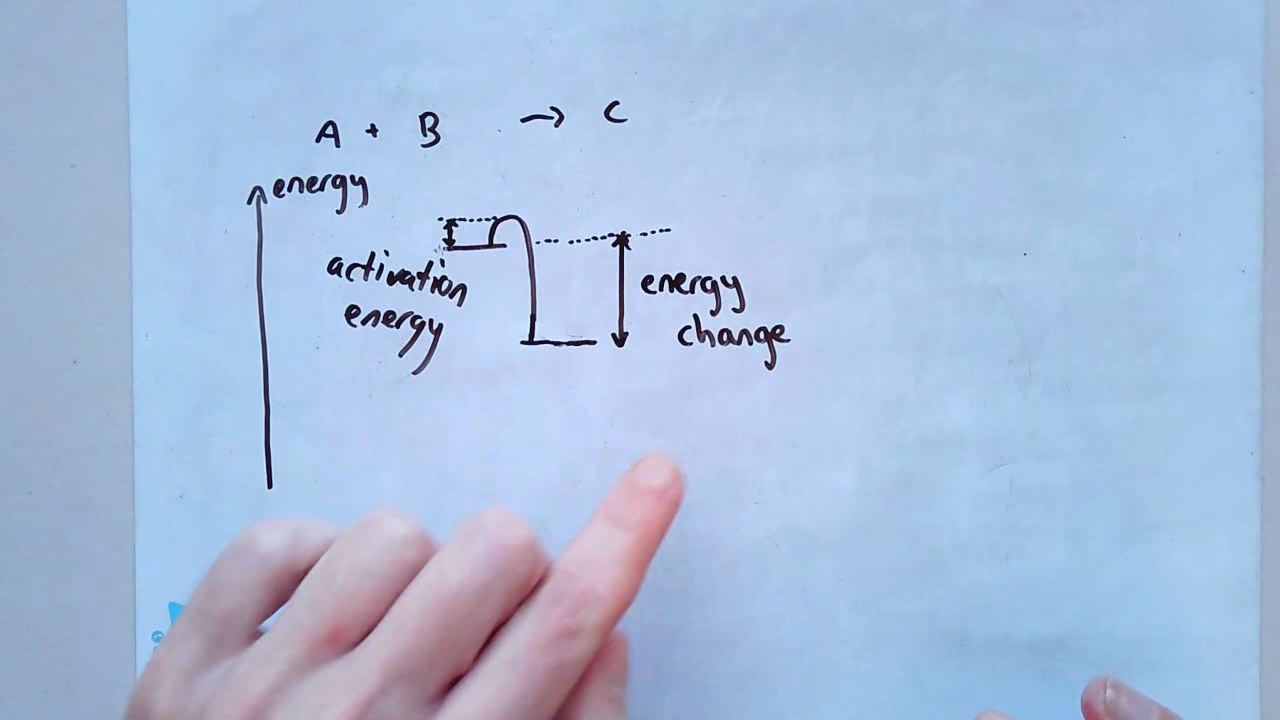 A + B → C
energy
activation
energy
energy
change